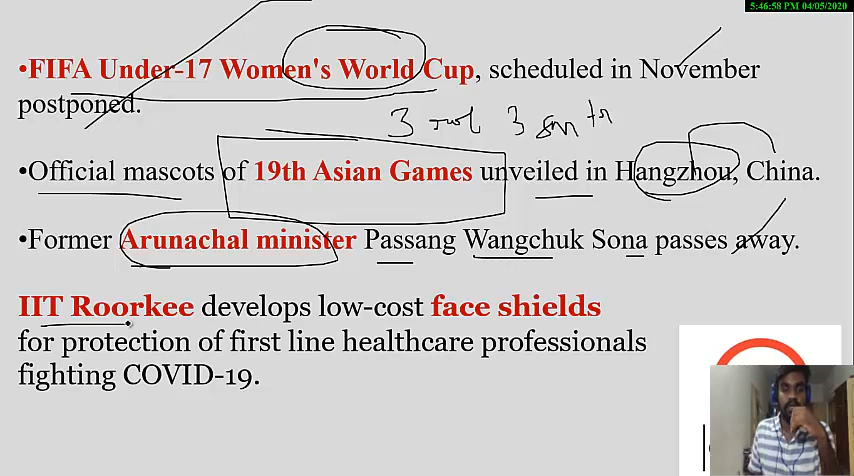 5:46:58 PM 04/05/2020
•FIFA Under-17 Women's World Cup, scheduled in November
postponed.
3
3
•Official mascots of 19th Asian Games unveiled in Hangzhou, China.
•Former Arunachal minister Passang Wangchuk Sona passes away.
IIT Roorkee develops low-cost face shields
for protection of first line healthcare professionals
fighting COVID-19.